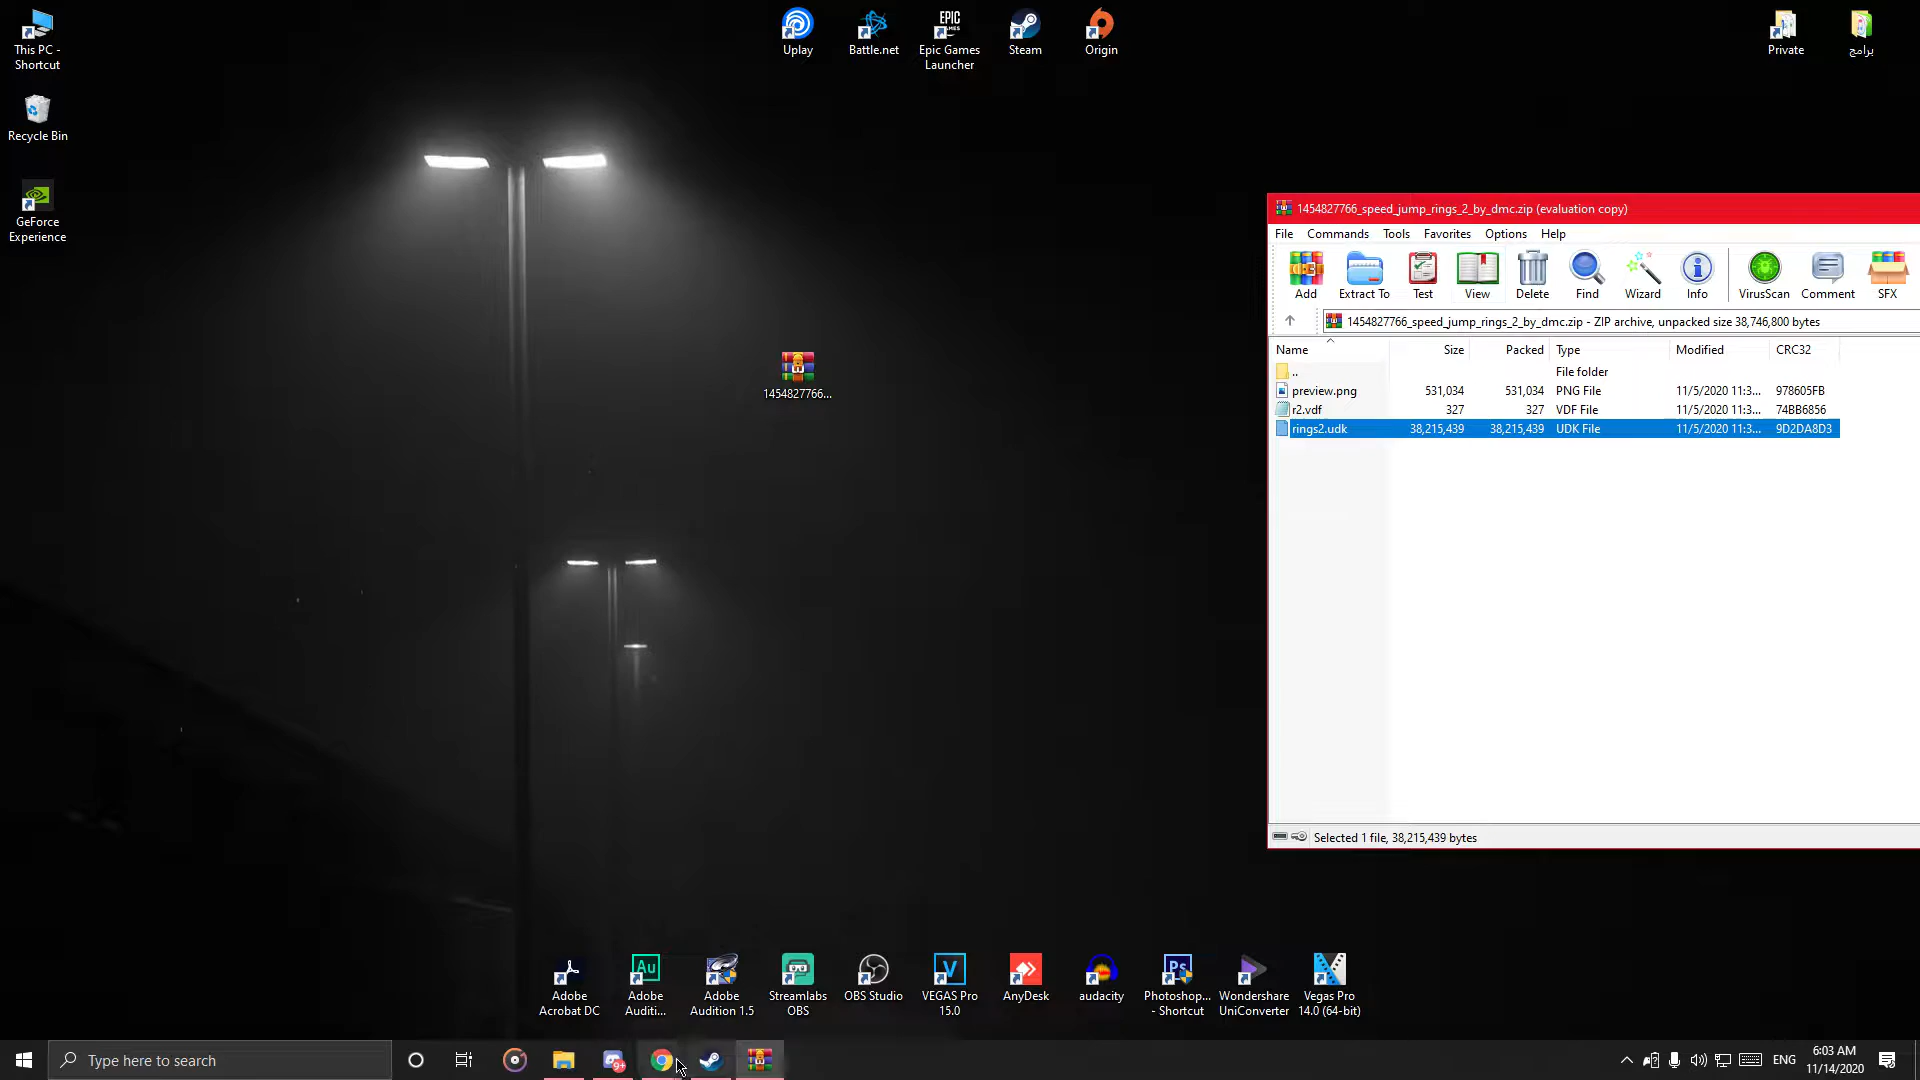 This PC -
Shortcut
Recycle Bin
GeForce
Experience
Uplay
Battle.net
EPIC
GAMES
Epic Games
Launcher
Steam
Origin
Private
برامج
1454827766...
1454827766_speed_jump_rings_2_by_dmc.zip (evaluation copy)
File Commands Tools Favorites Options Help
Add Extract To Test View Delete Find Wizard Info VirusScan Comment SFX
1454827766_speed_jump_rings_2_by_dmc.zip - ZIP archive, unpacked size 38,746,800 bytes
Name Size Packed Type Modified CRC32
.. File folder
preview.png 531,034 531,034 PNG File 11/5/2020 11:3... 978605FB
r2.vdf 327 327 VDF File 11/5/2020 11:3... 74BB6856
rings2.udk 38,215,439 38,215,439 UDK File 11/5/2020 11:3... 9D2DA8D3
Selected 1 file, 38,215,439 bytes
Adobe
Acrobat DC
Au
Adobe
Auditi...
Adobe
Audition 1.5
Streamlabs
OBS
OBS Studio
V
VEGAS Pro
15.0
AnyDesk
audacity
Ps
Photoshop...
- Shortcut
Wondershare
UniConverter
Vegas Pro
14.0 (64-bit)
Type here to search
9+
ENG
6:03 AM
11/14/2020